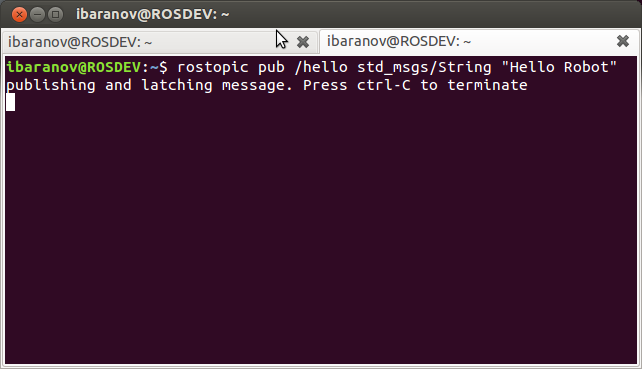 ibaranov@ROSDEV: ~
ibaranov@ROSDEV: ~
ibaranov@ROSDEV: ~
ibaranov@ROSDEV:~$ rostopic pub /hello std_msgs/String "Hello Robot"
publishing and latching message. Press ctrl-C to terminate